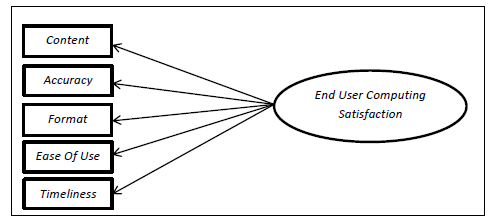 Content
Accuracy
Format
Ease Of Use
Timeliness
End User Computing
Satisfaction